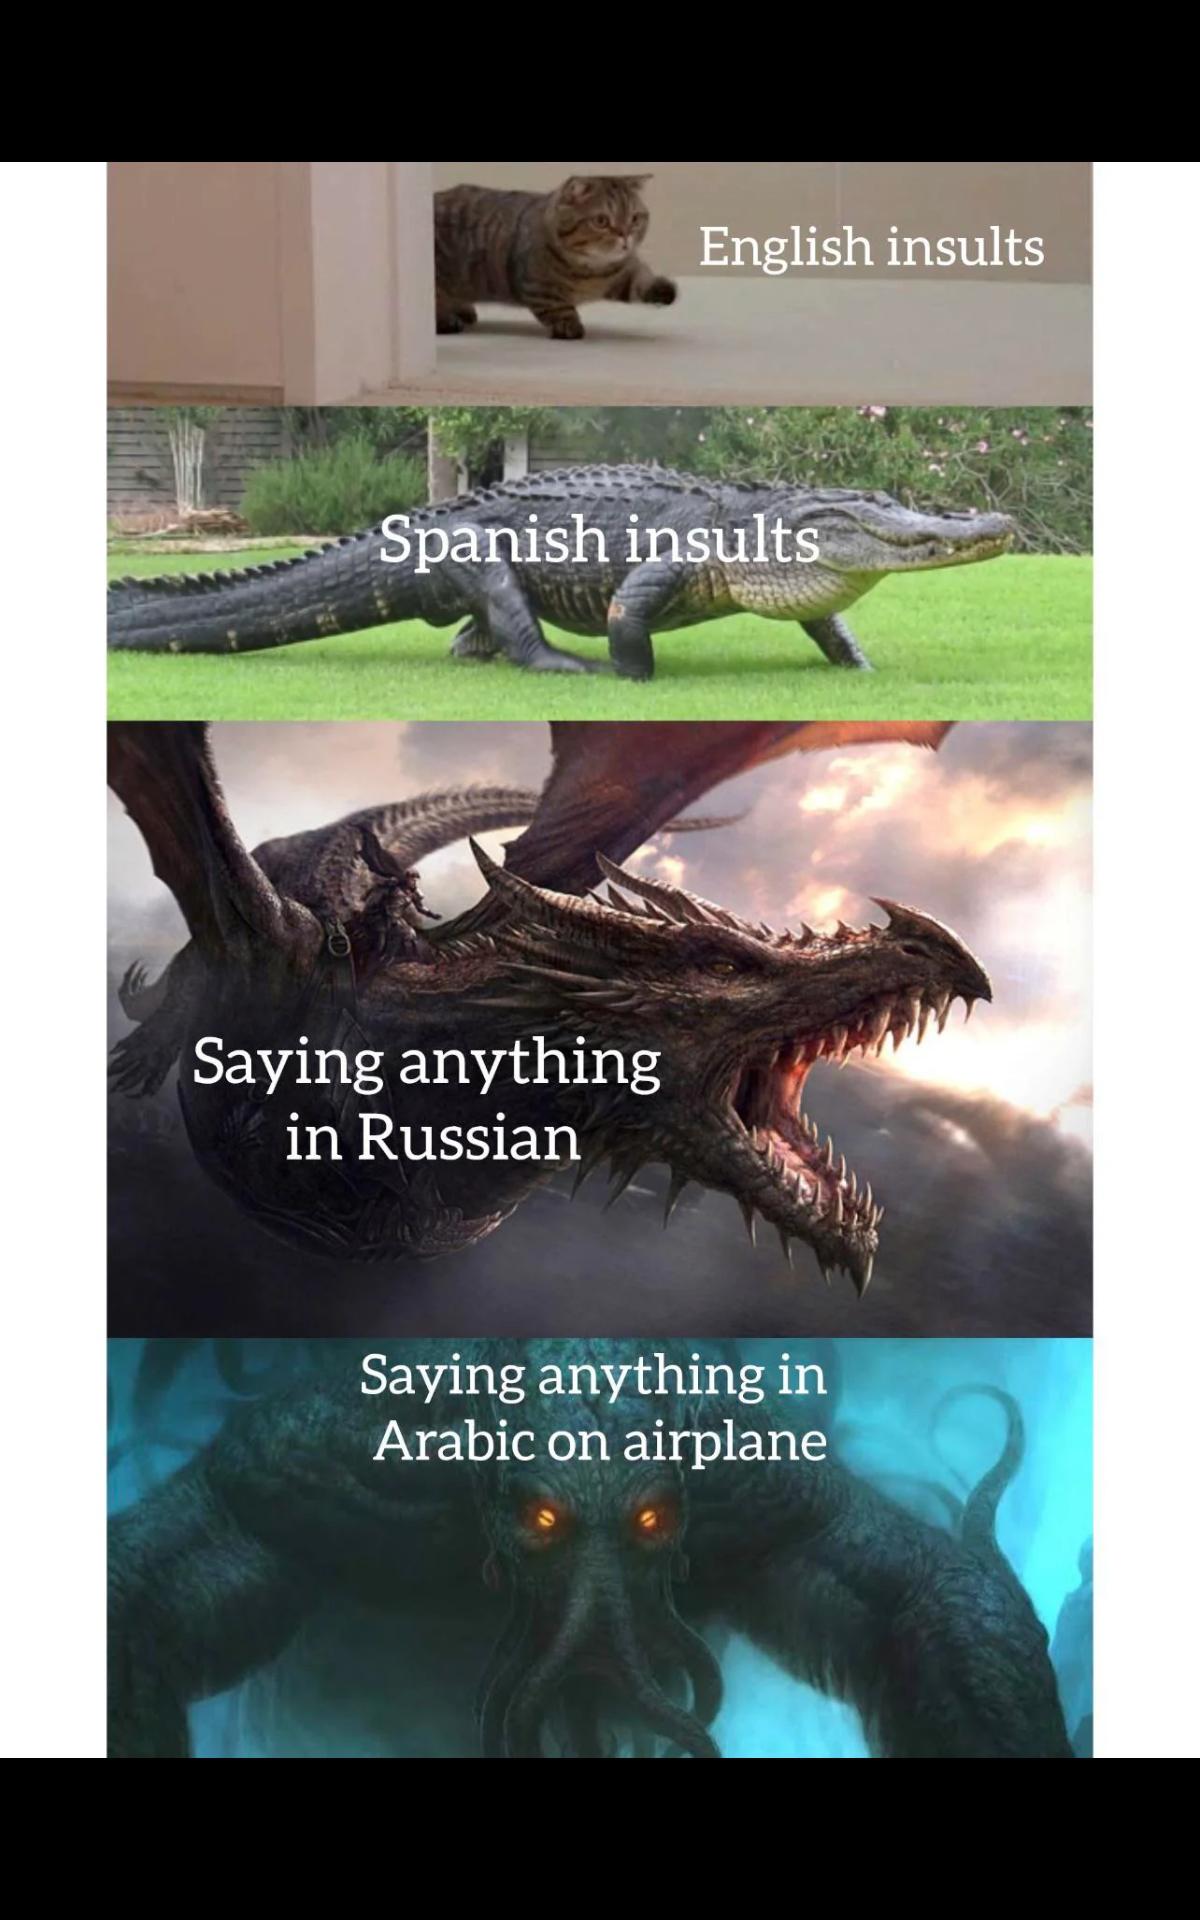 English insults
Spanish insults
Saying anything
in Russian
Saying anything in
Arabic on airplane